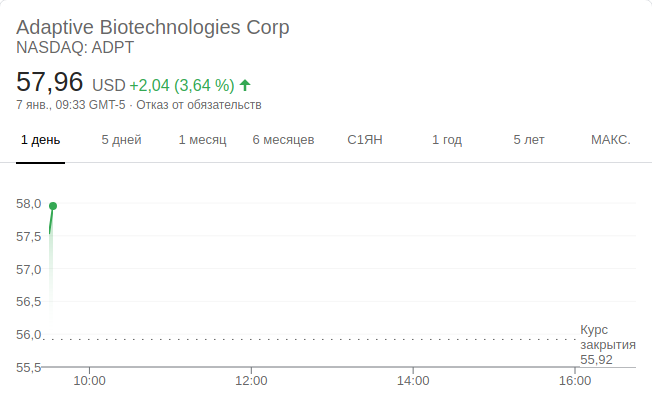 Adaptive Biotechnologies Corp
NASDAQ: ADPT
57,96 USD +2,04 (3,64 %)
7 янв., 09:33 GMT-5 · Отказ от обязательств
1 день 5 дней 1 месяц 6 месяцев С1ЯН 1 год 5 лет МАКС.
58,0
57,5
57,0
56,5
56,0
55,5
Курс
закрытия
55,92
10:00 12:00 14:00 16:00